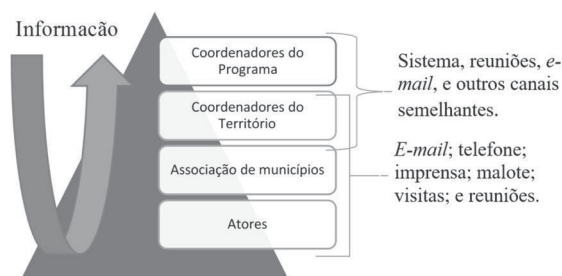 Informacão
Coordenadores do
Programa
Coordenadores do
Território
Associação de municípios
Atores
Sistema, reuniões, e-
mail, e outros canais
semelhantes.
E-mail; telefone;
imprensa; malote;
visitas; e reuniões.